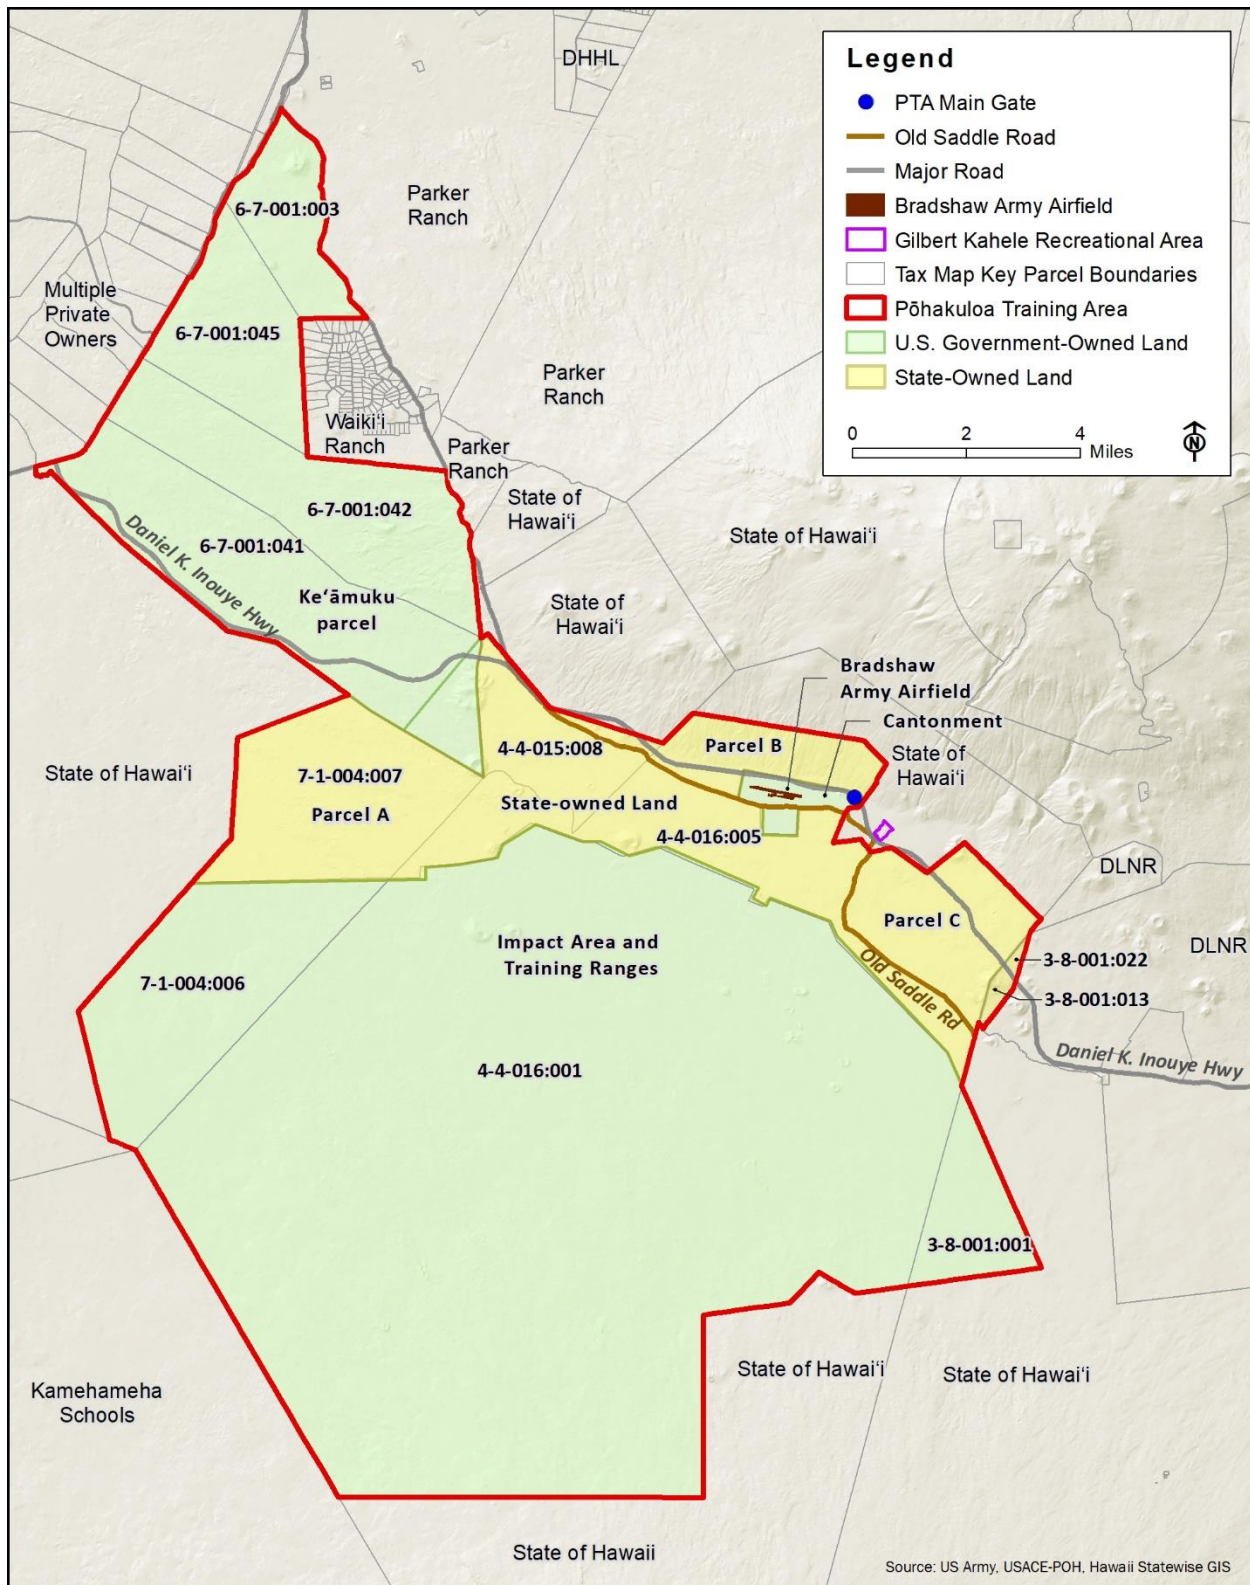 DHHL
Legend
PTA Main Gate
Old Saddle Road
Major Road
Bradshaw Army Airfield
Gilbert Kahele Recreational Area
Tax Map Key Parcel Boundaries
Pōhakuloa Training Area
U.S. Government-Owned Land
State-Owned Land
0 2 4
Miles
N
Parker
Ranch
6-7-001:003
Multiple
Private
Owners
6-7-001:045
Parker
Ranch
Waiki‘i
Ranch
Parker
Ranch
State of
Hawai‘i
State of Hawai‘i
6-7-001:042
6-7-001:041
Daniel K. Inouye Hwy
Ke‘āmuku
parcel
State of
Hawai‘i
Bradshaw
Army Airfield
Cantonment
Parcel B
State of
Hawai‘i
4-4-015:008
State of Hawai‘i
7-1-004:007
Parcel A
State-owned Land
4-4-016:005
DLNR
Parcel C
DLNR
Impact Area and
Training Ranges
3-8-001:022
3-8-001:013
Old Saddle Rd
7-1-004:006
Daniel K. Inouye Hwy
4-4-016:001
3-8-001:001
State of Hawai‘i
State of Hawai‘i
Kamehameha
Schools
State of Hawaii
Source: US Army, USACE-POH, Hawaii Statewise GIS